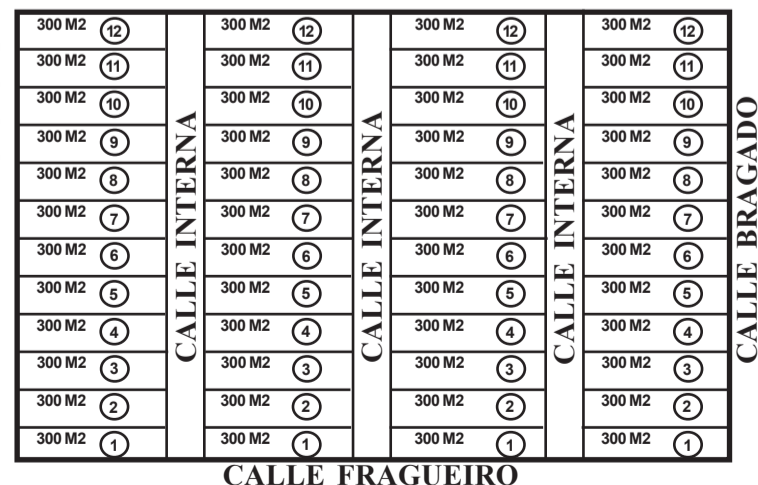 300 M2 12 300 M2 12 300 M2 12 300 M2 12
300 M2 11 300 M2 11 300 M2 11 300 M2 11
300 M2 10 300 M2 10 300 M2 10 300 M2 10
300 M2 9 300 M2 9 300 M2 9 300 M2 9
300 M2 8 300 M2 8 300 M2 8 300 M2 8
300 M2 7 300 M2 7 300 M2 7 300 M2 7
300 M2 6 300 M2 6 300 M2 6 300 M2 6
300 M2 5 300 M2 5 300 M2 5 300 M2 5
300 M2 4 300 M2 4 300 M2 4 300 M2 4
300 M2 3 300 M2 3 300 M2 3 300 M2 3
300 M2 2 300 M2 2 300 M2 2 300 M2 2
300 M2 1 300 M2 1 300 M2 1 300 M2 1
CALLE INTERNA
CALLE INTERNA
CALLE INTERNA
CALLE BRAGADO
CALLE FRAGUEIRO